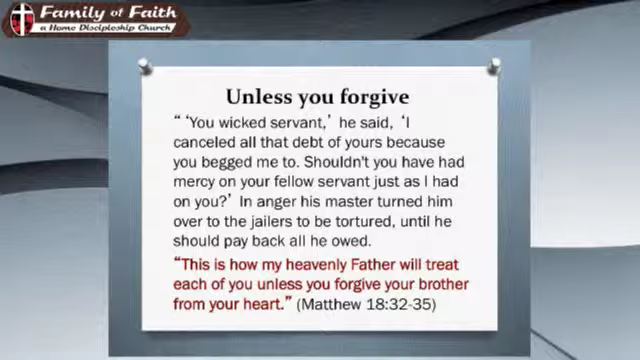 Family of Faith
a Home Discipleship Church
Unless you forgive
“ ‘You wicked servant,’ he said, ‘I
canceled all that debt of yours because
you begged me to. Shouldn't you have had
mercy on your fellow servant just as I had
on you?’ In anger his master turned him
over to the jailers to be tortured, until he
should pay back all he owed.
“This is how my heavenly Father will treat
each of you unless you forgive your brother
from your heart.” (Matthew 18:32-35)